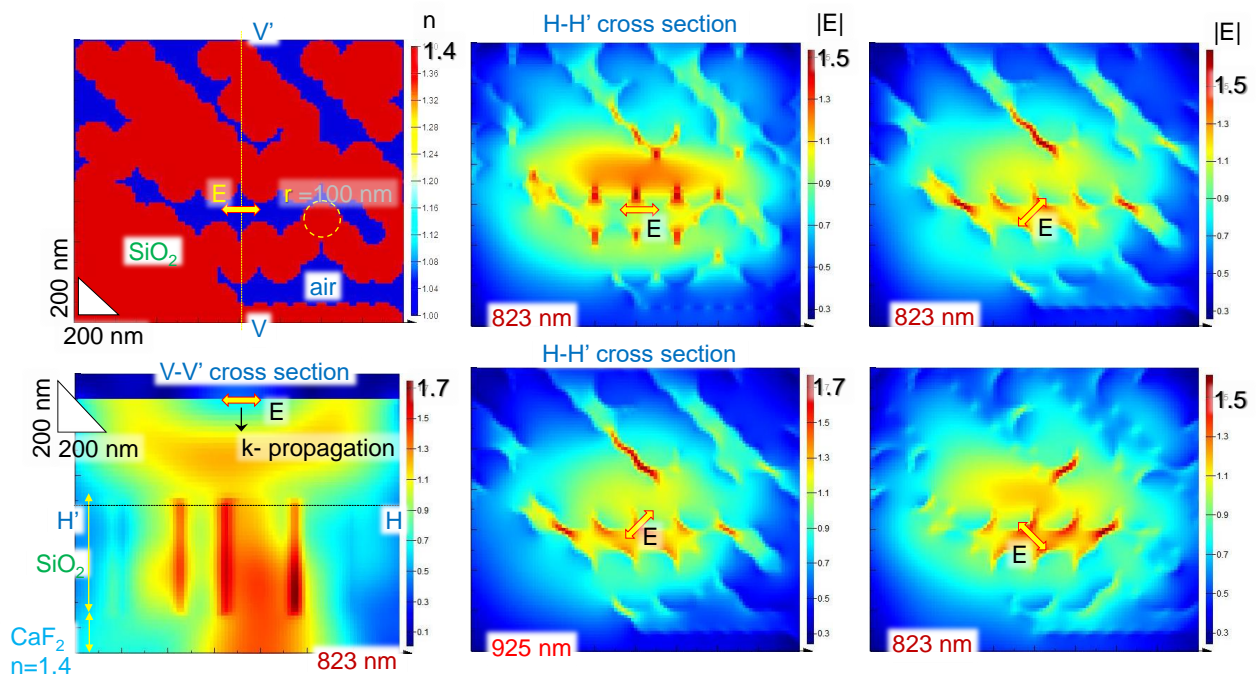 n
V'
1.4
1.40
1.36
1.32
1.28
1.24
1.20
1.16
1.12
1.08
1.04
1.00
E
r =100 nm
SiO₂
air
200 nm
200 nm
V
H-H' cross section
|E|
1.5
1.3
1.1
0.9
0.7
0.5
0.3
E
823 nm
|E|
1.5
1.3
1.1
0.9
0.7
0.5
0.3
E
823 nm
V-V' cross section
1.7
1.5
1.3
1.1
0.9
0.7
0.5
0.3
0.1
200 nm
200 nm
E
k- propagation
H'
H
SiO₂
CaF₂
n=1.4
823 nm
H-H' cross section
1.7
1.5
1.3
1.1
0.9
0.7
0.5
0.3
E
925 nm
1.5
1.3
1.1
0.9
0.7
0.5
0.3
E
823 nm